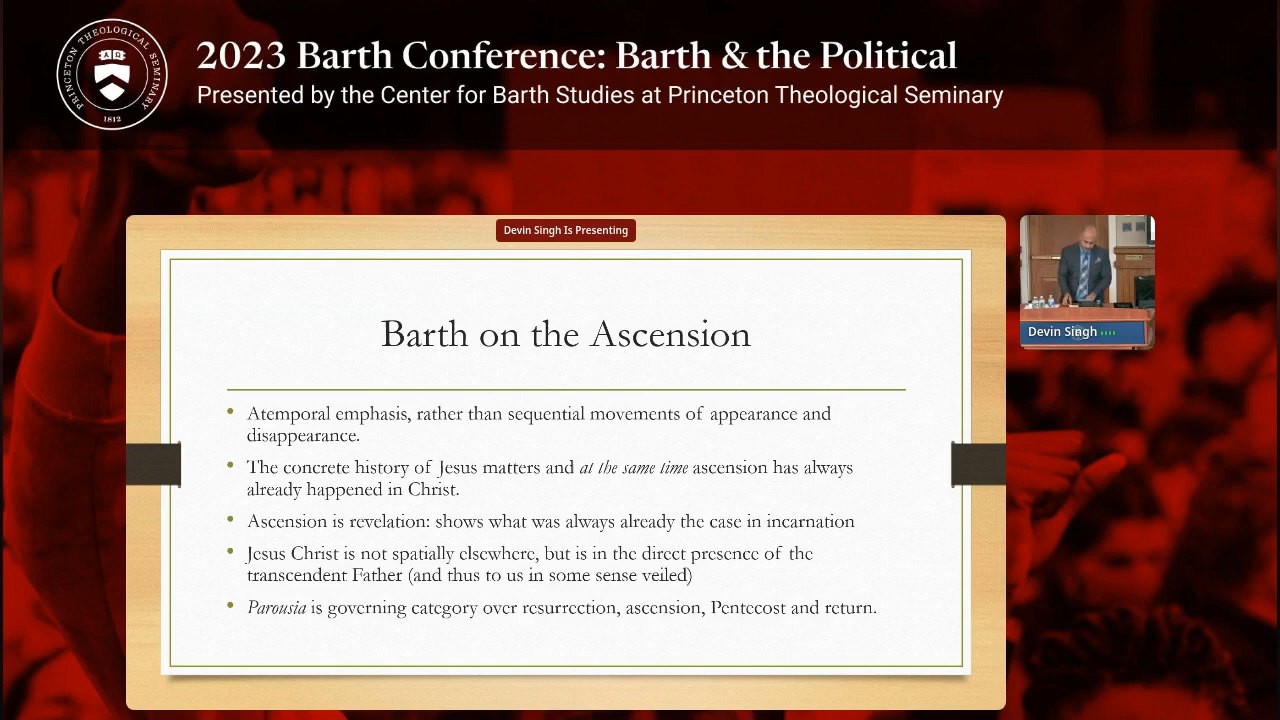 PRINCETON THEOLOGICAL SEMINARY
1812
2023 Barth Conference: Barth & the Political
Presented by the Center for Barth Studies at Princeton Theological Seminary
Devin Singh Is Presenting
Barth on the Ascension
• Atemporal emphasis, rather than sequential movements of appearance and
disappearance.
• The concrete history of Jesus matters and at the same time ascension has always
already happened in Christ.
• Ascension is revelation: shows what was always already the case in incarnation
• Jesus Christ is not spatially elsewhere, but is in the direct presence of the
transcendent Father (and thus to us in some sense veiled)
• Parousia is governing category over resurrection, ascension, Pentecost and return.
Devin Singh